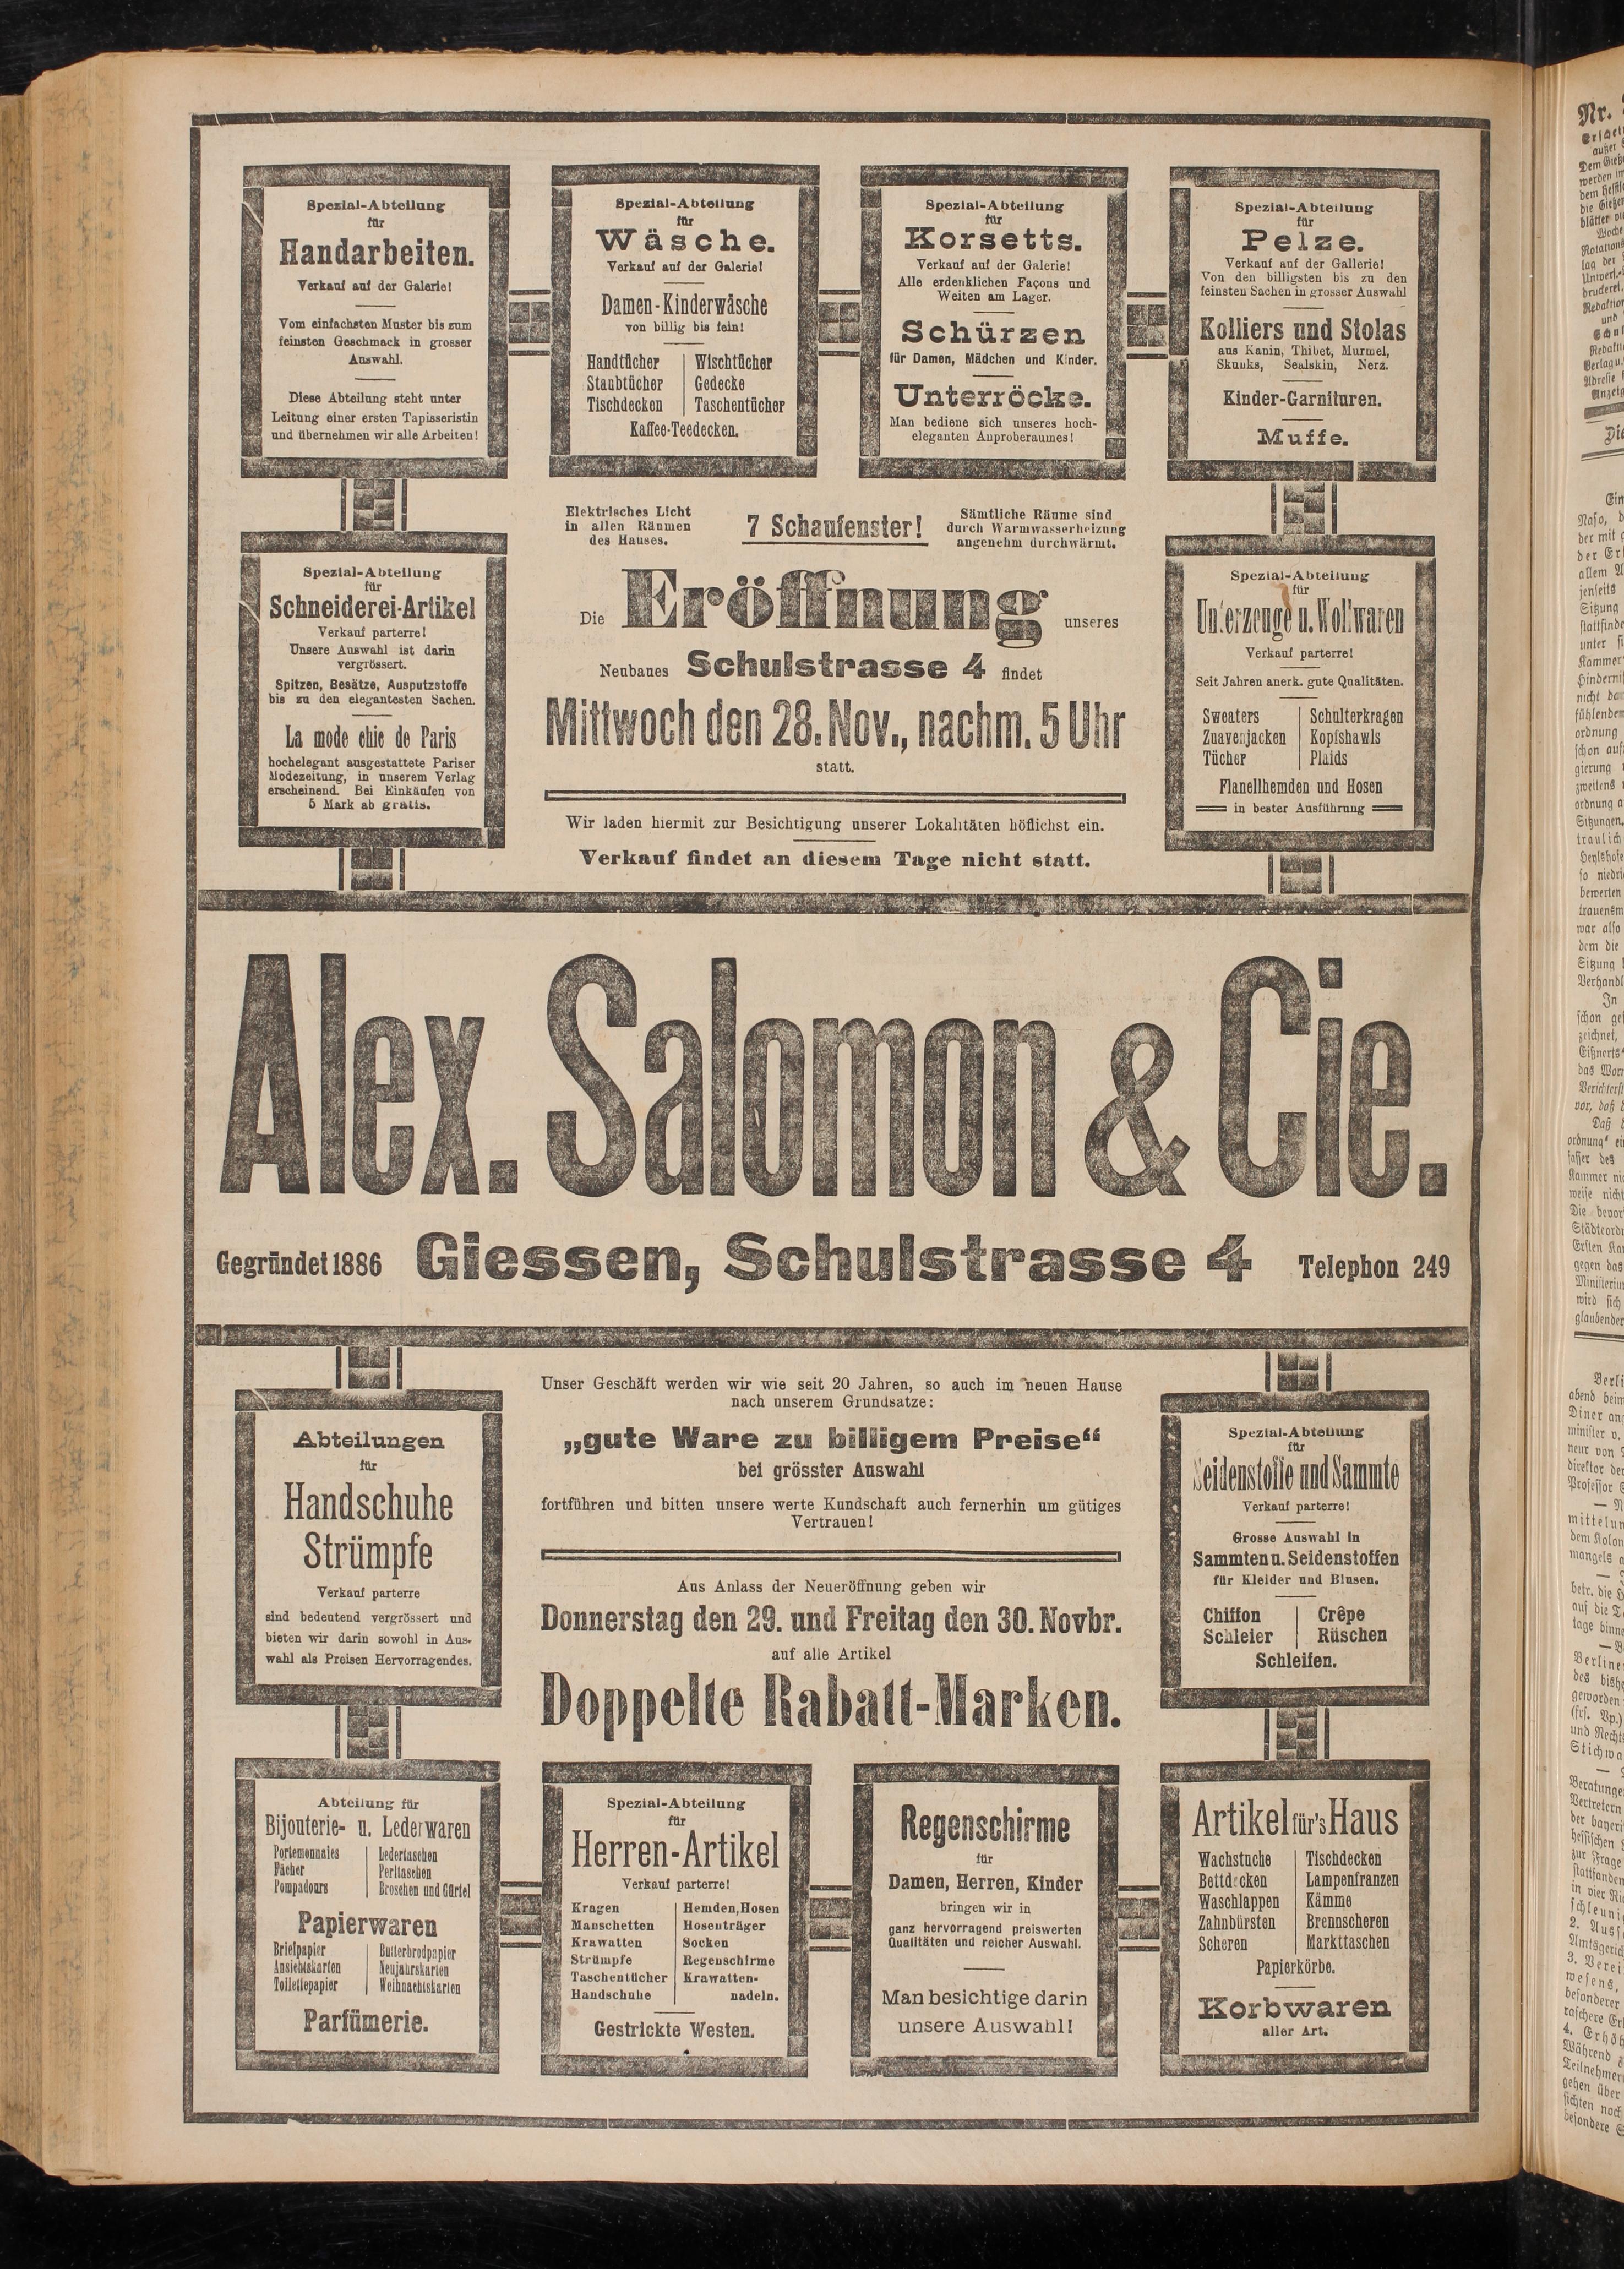 Spezial-Abteilung
für
Handarbeiten.
Verkauf auf der Galerie!
Vom einfachsten Muster bis zum
feinsten Geschmack in grosser
Auswahl.
Diese Abteilung steht unter
Leitung einer ersten Tapisseristin
und übernehmen wir alle Arbeiten!
Spezial-Abteilung
für
Wäsche.
Verkauf auf der Galerie!
Damen-Kinderwäsche
von billig bis fein!
Handtücher Wischtücher
Staubtücher Gedecke
Tischdecken Taschentücher
Kaffee-Teedecken.
Spezial-Abteilung
für
Korsetts.
Verkauf auf der Galerie!
Alle erdenklichen Façons und
Weiten am Lager.
Schürzen
für Damen, Mädchen und Kinder.
Unterröcke.
Man bediene sich unseres hoch-
eleganten Anproberaumes!
Spezial-Abteilung
für
Pelze.
Verkauf auf der Gallerie!
Von den billigsten bis zu den
feinsten Sachen in grosser Auswahl
Kolliers und Stolas
aus Kanin, Thibet, Murmel,
Skunks, Sealskin, Nerz.
Kinder-Garnituren.
Muffe.
Spezial-Abteilung
für
Schneiderei-Artikel
Verkauf parterre!
Unsere Auswahl ist darin
vergrössert.
Spitzen, Besätze, Ausputzstoffe
bis zu den elegantesten Sachen.
La mode chic de Paris
hochelegant ausgestattete Pariser
Modezeitung, in unserem Verlag
erscheinend. Bei Einkäufen von
5 Mark ab gratis.
Elektrisches Licht
in allen Räumen
des Hauses.
7 Schaufenster!
Sämtliche Räume sind
durch Warmwasserheizung
angenehm durchwärmt.
Die Eröffnung unseres
Neubaues Schulstrasse 4 findet
Mittwoch den 28. Nov., nachm. 5 Uhr
statt.
Wir laden hiermit zur Besichtigung unserer Lokalitäten höflichst ein.
Verkauf findet an diesem Tage nicht statt.
Spezial-Abteilung
für
Unterzeuge u. Wollwaren
Verkauf parterre!
Seit Jahren anerk. gute Qualitäten.
Sweaters Schulterkragen
Zuavenjacken Kopfshawls
Tücher Plaids
Flanellhemden und Hosen
in bester Ausführung
Alex. Salomon & Cie.
Gegründet 1886 Giessen, Schulstrasse 4 Telephon 249
Abteilungen
für
Handschuhe
Strümpfe
Verkauf parterre
sind bedeutend vergrössert und
bieten wir darin sowohl in Aus-
wahl als Preisen Hervorragendes.
Unser Geschäft werden wir wie seit 20 Jahren, so auch im neuen Hause
nach unserem Grundsatze:
„gute Ware zu billigem Preise“
bei grösster Auswahl
fortführen und bitten unsere werte Kundschaft auch fernerhin um gütiges
Vertrauen!
Aus Anlass der Neueröffnung geben wir
Donnerstag den 29. und Freitag den 30. Novbr.
auf alle Artikel
Doppelte Rabatt-Marken.
Spezial-Abteilung
für
Seidenstoffe und Sammte
Verkauf parterre!
Grosse Auswahl in
Sammten u. Seidenstoffen
für Kleider und Blusen.
Chiffon Crêpe
Schleier Rüschen
Schleifen.
Abteilung für
Bijouterie- u. Lederwaren
Portemonnaies Ledertaschen
Fächer Perltaschen
Pompadours Broschen und Gürtel
Papierwaren
Briefpapier Butterbrodpapier
Ansichtskarten Neujahrskarten
Toilettepapier Weihnachtskarten
Parfümerie.
Spezial-Abteilung
für
Herren-Artikel
Verkauf parterre!
Kragen Hemden, Hosen
Manschetten Hosenträger
Krawatten Socken
Strümpfe Regenschirme
Taschentücher Krawatten-
Handschuhe nadeln.
Gestrickte Westen.
Regenschirme
für
Damen, Herren, Kinder
bringen wir in
ganz hervorragend preiswerten
Qualitäten und reicher Auswahl.
Man besichtige darin
unsere Auswahl!
Artikel für's Haus
Wachstuche Tischdecken
Bettdecken Lampenfranzen
Waschlappen Kämme
Zahnbürsten Brennscheren
Scheren Markttaschen
Papierkörbe.
Korbwaren
aller Art.